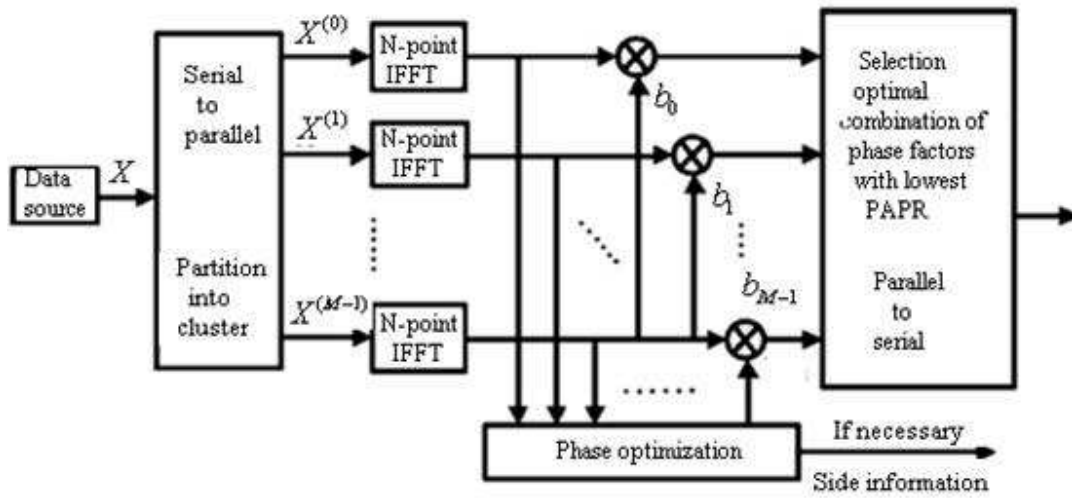 Data
source
X
Serial
to
parallel
Partition
into
cluster
X^(0)
N-point
IFFT
X^(1)
N-point
IFFT
X^(M-1)
N-point
IFFT
b_0
b_1
b_M-1
Selection
optimal
combination of
phase factors
with lowest
PAPR
Parallel
to
serial
Phase optimization
If necessary
Side information